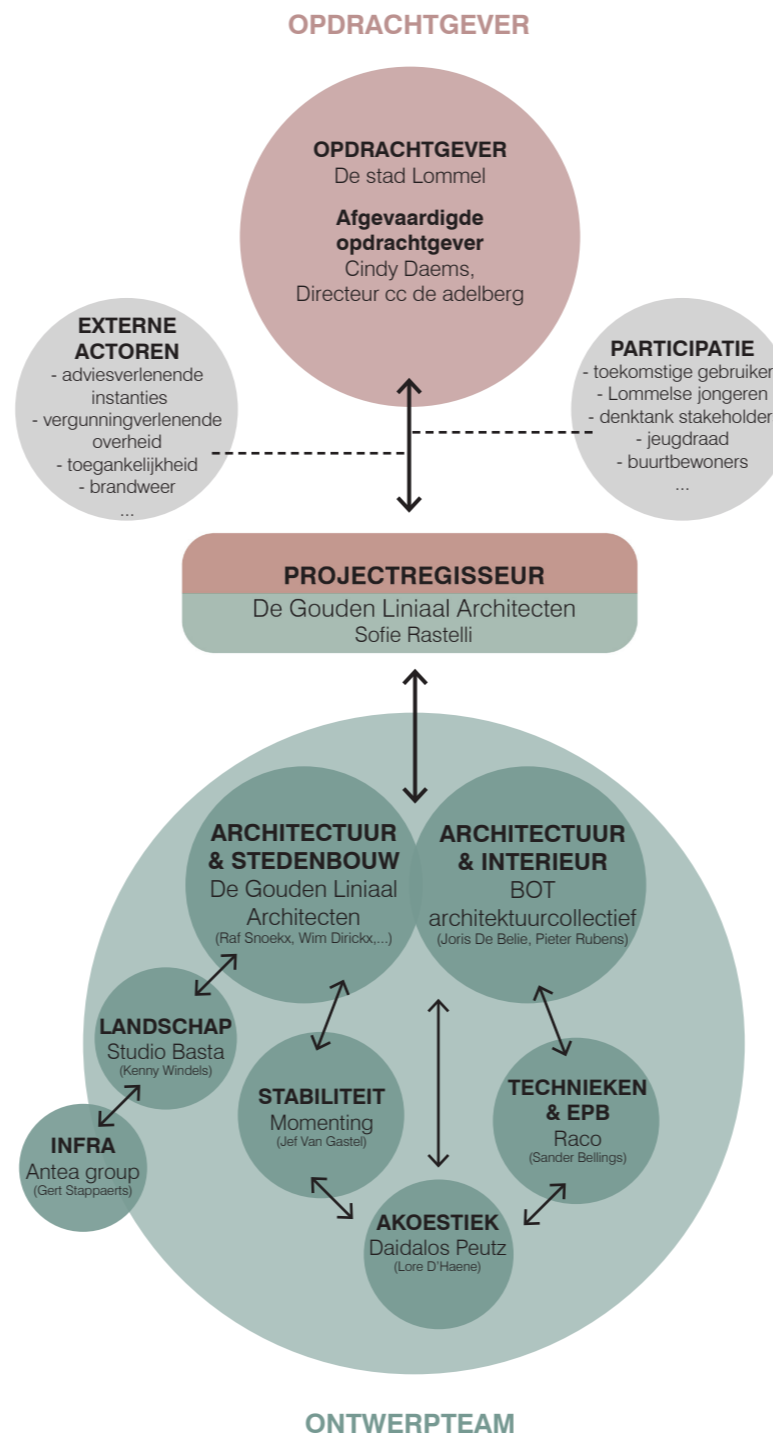 OPDRACHTGEVER
OPDRACHTGEVER
De stad Lommel
Afgevaardigde
opdrachtgever
Cindy Daems,
Directeur cc de adelberg
EXTERNE
ACTOREN
- adviesverlenende
instanties
- vergunningverlenende
overheid
- toegankelijkheid
- brandweer
...
PARTICIPATIE
- toekomstige gebruiker
- Lommelse jongeren
- denktank stakeholder
- jeugdraad
- buurtbewoners
...
PROJECTREGISSEUR
De Gouden Liniaal Architecten
Sofie Rastelli
ARCHITECTUUR
& STEDENBOUW
De Gouden Liniaal
Architecten
(Raf Snoekx, Wim Dirickx,...)
ARCHITECTUUR
& INTERIEUR
BOT
architektuurcollectief
(Joris De Belie, Pieter Rubens)
LANDSCHAP
Studio Basta
(Kenny Windels)
STABILITEIT
Momenting
(Jef Van Gastel)
TECHNIEKEN
& EPB
Raco
(Sander Bellings)
INFRA
Antea group
(Gert Stappaerts)
AKOESTIEK
Daidalos Peutz
(Lore D'Haene)
ONTWERPTEAM